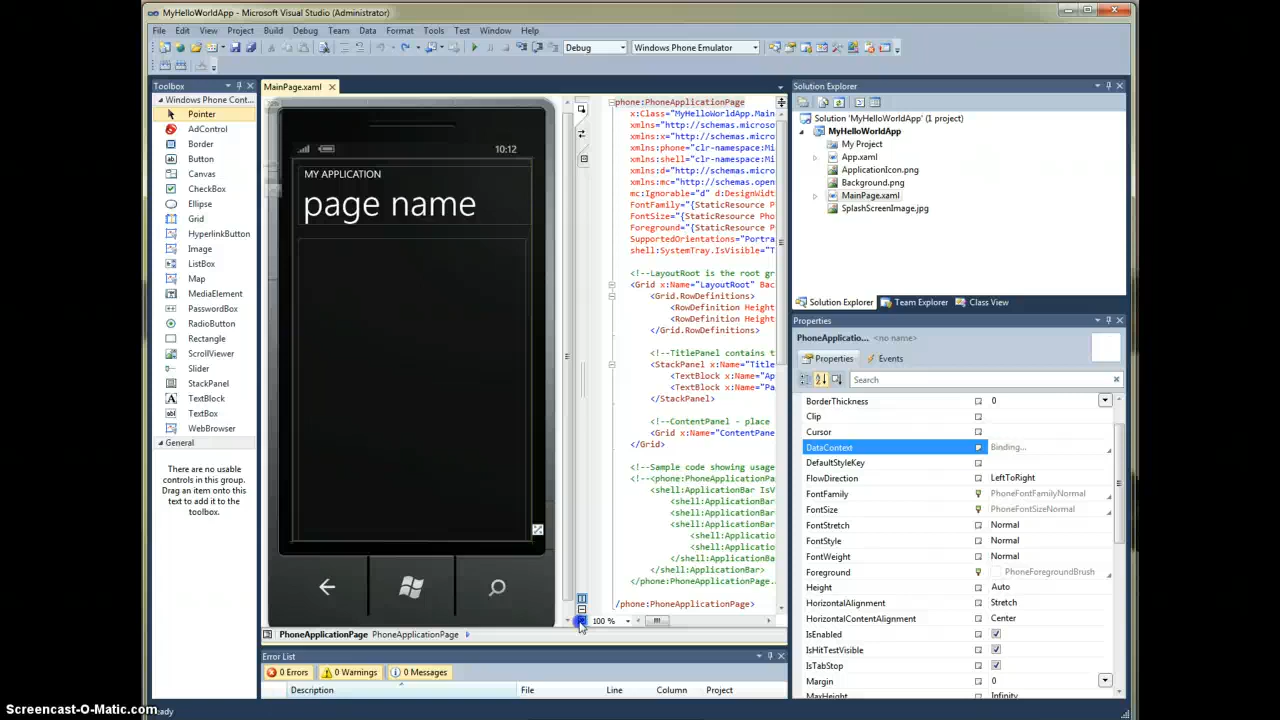 MyHelloWorldApp - Microsoft Visual Studio (Administrator)
File Edit View Project Build Debug Team Data Format Tools Test Window Help
Debug Windows Phone Emulator
Toolbox
Windows Phone Cont...
Pointer
AdControl
Border
Button
Canvas
CheckBox
Ellipse
Grid
HyperlinkButton
Image
ListBox
Map
MediaElement
PasswordBox
RadioButton
Rectangle
ScrollViewer
Slider
StackPanel
TextBlock
TextBox
WebBrowser
General
There are no usable
controls in this group.
Drag an item onto this
text to add it to the
toolbox.
MainPage.xaml
10:12
MY APPLICATION
page name
phone:PhoneApplicationPage
x:Class="MyHelloWorldApp.Main
xmlns="http://schemas.microso
xmlns:x="http://schemas.micro
xmlns:phone="clr-namespace:Mi
xmlns:shell="clr-namespace:Mi
xmlns:d="http://schemas.micro
xmlns:mc="http://schemas.open
mc:Ignorable="d" d:DesignWidt
FontFamily="{StaticResource P
FontSize="{StaticResource Pho
Foreground="{StaticResource P
SupportedOrientations="Portra
shell:SystemTray.IsVisible="T
<!--LayoutRoot is the root gr
<Grid x:Name="LayoutRoot" Bac
<Grid.RowDefinitions>
<RowDefinition Height
<RowDefinition Height
</Grid.RowDefinitions>
<!--TitlePanel contains t
<StackPanel x:Name="Title
<TextBlock x:Name="Ap
<TextBlock x:Name="Pa
</StackPanel>
<!--ContentPanel - place
<Grid x:Name="ContentPane
</Grid>
<!--Sample code showing usage
<!--<phone:PhoneApplicationPa
<shell:ApplicationBar IsV
<shell:ApplicationBar
<shell:ApplicationBar
<shell:ApplicationBar
<shell:Applicatio
<shell:Applicatio
</shell:ApplicationBa
</shell:ApplicationBar>
</phone:PhoneApplicationPage.
/phone:PhoneApplicationPage>
100 %
PhoneApplicationPage PhoneApplicationPage
Error List
0 Errors 0 Warnings 0 Messages
Description File Line Column Project
Solution Explorer
Solution 'MyHelloWorldApp' (1 project)
MyHelloWorldApp
My Project
App.xaml
ApplicationIcon.png
Background.png
MainPage.xaml
SplashScreenImage.jpg
Solution Explorer Team Explorer Class View
Properties
PhoneApplicatio... <no name>
Properties Events
Search
BorderThickness 0
Clip
Cursor
DataContext Binding...
DefaultStyleKey
FlowDirection LeftToRight
FontFamily PhoneFontFamilyNormal
FontSize PhoneFontSizeNormal
FontStretch Normal
FontStyle Normal
FontWeight Normal
Foreground PhoneForegroundBrush
Height Auto
HorizontalAlignment Stretch
HorizontalContentAlignment Center
IsEnabled
IsHitTestVisible
IsTabStop
Margin 0
MaxHeight Infinity
Screencast-O-Matic.com